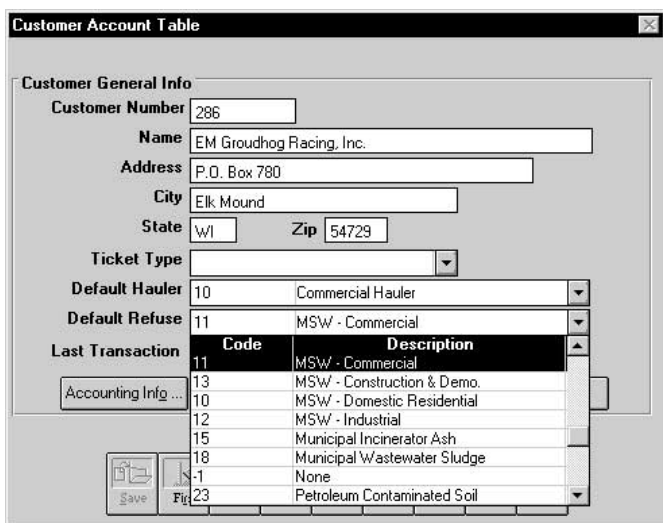 Customer Account Table
Customer General Info
Customer Number 286
Name EM Groudhog Racing, Inc.
Address P.O. Box 780
City Elk Mound
State WI Zip 54729
Ticket Type
Default Hauler 10 Commercial Hauler
Default Refuse 11 MSW - Commercial
Last Transaction
Code Description
11 MSW - Commercial
13 MSW - Construction & Demo.
10 MSW - Domestic Residential
12 MSW - Industrial
15 Municipal Incinerator Ash
18 Municipal Wastewater Sludge
-1 None
23 Petroleum Contaminated Soil
Accounting Info ...
Save